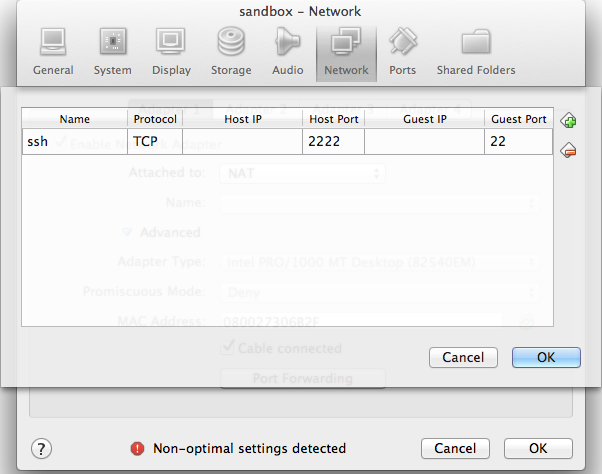 sandbox – Network
General System Display Storage Audio Network Ports Shared Folders
Adapter 1 Adapter 2 Adapter 3 Adapter 4
Name Protocol Host IP Host Port Guest IP Guest Port
ssh TCP 2222 22
Enable Network Adapter
Attached to: NAT
Name:
Advanced
Adapter Type: Intel PRO/1000 MT Desktop (82540EM)
Promiscuous Mode: Deny
MAC Address: 08002730682F
Cable connected
Cancel OK
Port Forwarding
? Non-optimal settings detected Cancel OK